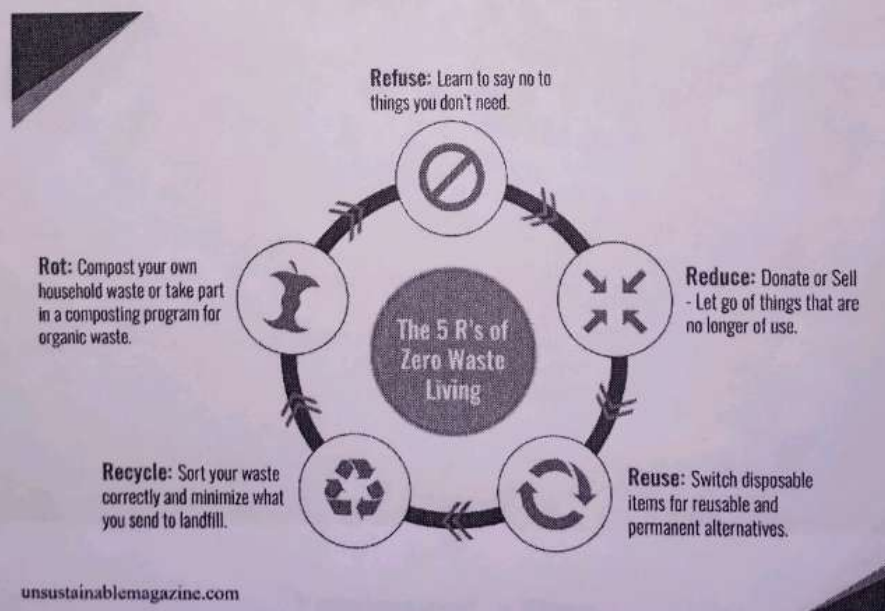 Refuse: Learn to say no to
things you don't need.
Rot: Compost your own
household waste or take part
in a composting program for
organic waste.
The 5 R's of
Zero Waste
Living
Reduce: Donate or Sell
- Let go of things that are
no longer of use.
Recycle: Sort your waste
correctly and minimize what
you send to landfill.
Reuse: Switch disposable
items for reusable and
permanent alternatives.
unsustainablemagazine.com